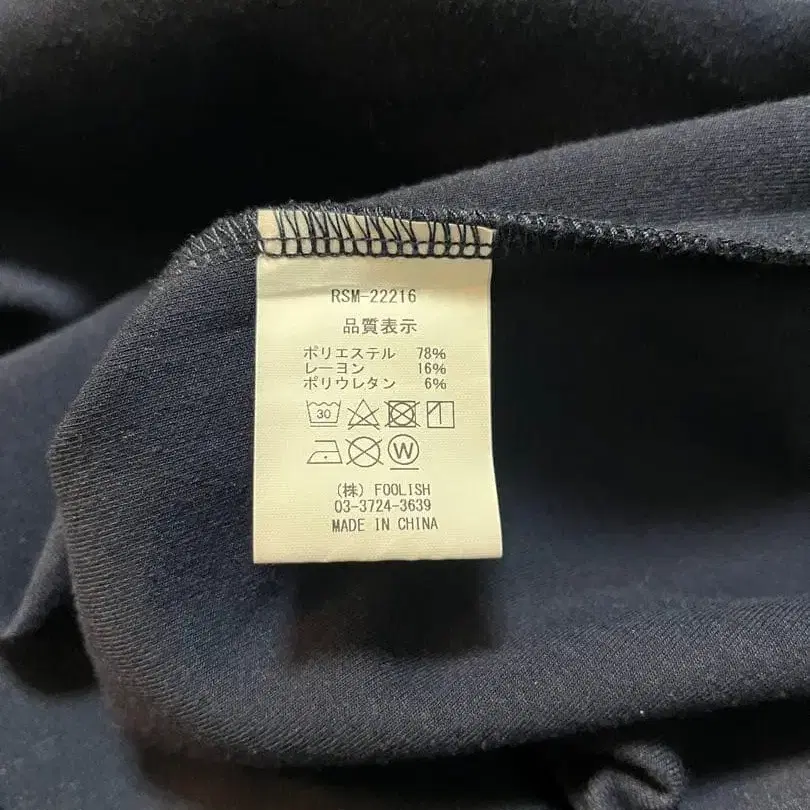 RSM-22216
品質表示
ポリエステル 78%
レーヨン 16%
ポリウレタン 6%
30
W
(株) FOOLISH
03-3724-3639
MADE IN CHINA